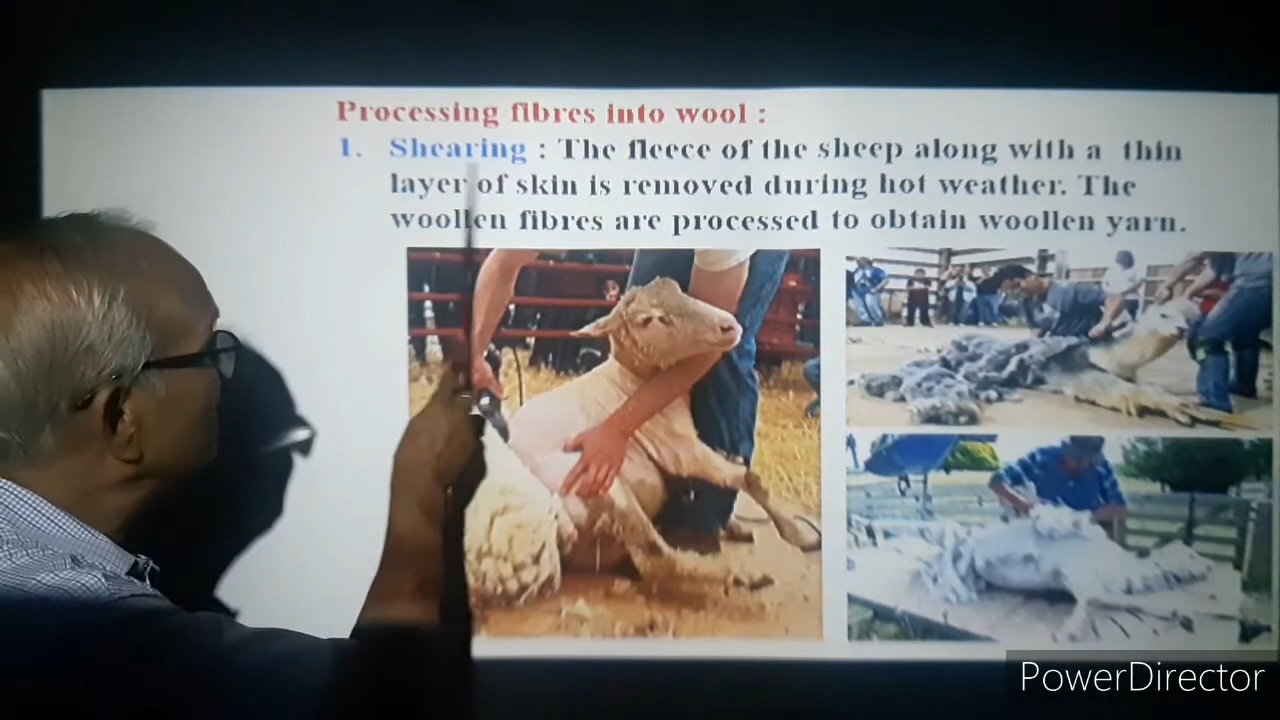 Processing fibres into wool :
1. Shearing : The fleece of the sheep along with a thin
layer of skin is removed during hot weather. The
woollen fibres are processed to obtain woollen yarn.
PowerDirector